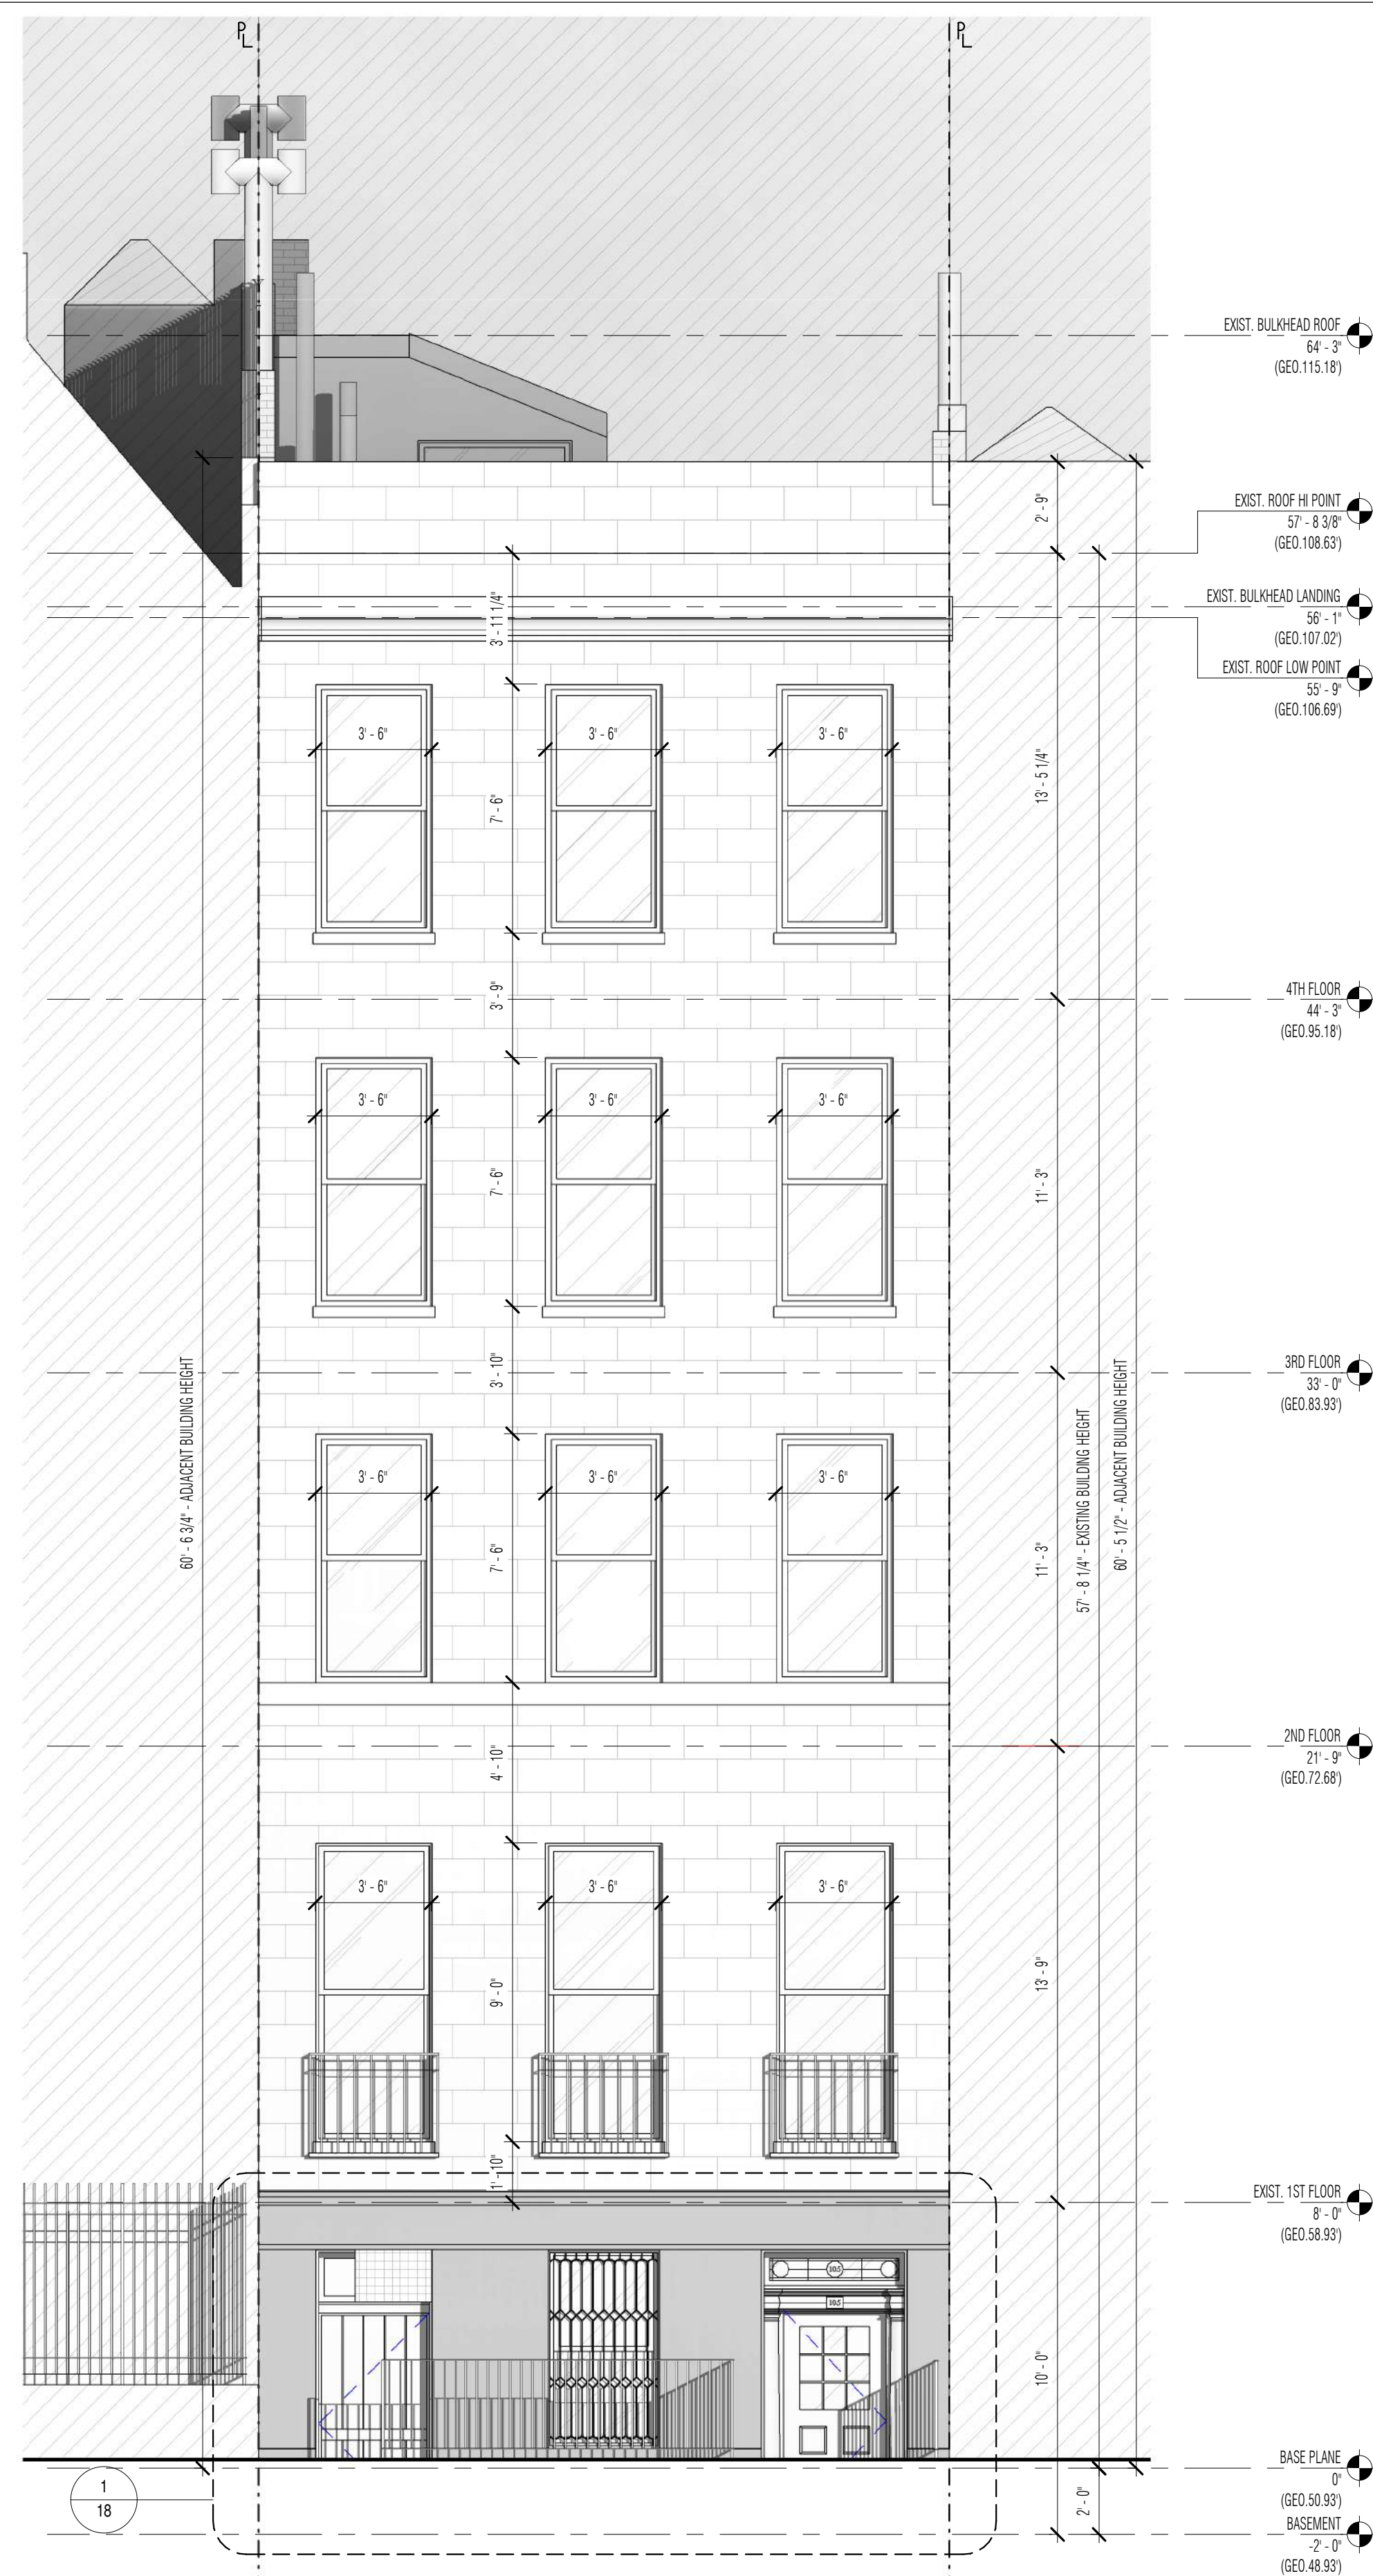 PL
PL
EXIST. BULKHEAD ROOF
64' - 3"
(GEO.115.18')
2' - 9"
EXIST. ROOF HI POINT
57' - 8 3/8"
(GEO.108.63')
3' - 11 1/4"
EXIST. BULKHEAD LANDING
56' - 1"
(GEO.107.02')
EXIST. ROOF LOW POINT
55' - 9"
(GEO.106.69')
3' - 6"
3' - 6"
3' - 6"
7' - 6"
13' - 5 1/4"
3' - 9"
4TH FLOOR
44' - 3"
(GEO.95.18')
3' - 6"
3' - 6"
3' - 6"
7' - 6"
11' - 3"
3' - 10"
3RD FLOOR
33' - 0"
(GEO.83.93')
60' - 6 3/4" - ADJACENT BUILDING HEIGHT
57' - 8 1/4" - EXISTING BUILDING HEIGHT
60' - 5 1/2" - ADJACENT BUILDING HEIGHT
3' - 6"
3' - 6"
3' - 6"
7' - 6"
11' - 3"
4' - 10"
2ND FLOOR
21' - 9"
(GEO.72.68')
3' - 6"
3' - 6"
3' - 6"
9' - 0"
13' - 9"
1' - 10"
EXIST. 1ST FLOOR
8' - 0"
(GEO.58.93')
105
105
10' - 0"
BASE PLANE
0"
(GEO.50.93')
1
18
2' - 0"
BASEMENT
-2' - 0"
(GEO.48.93')